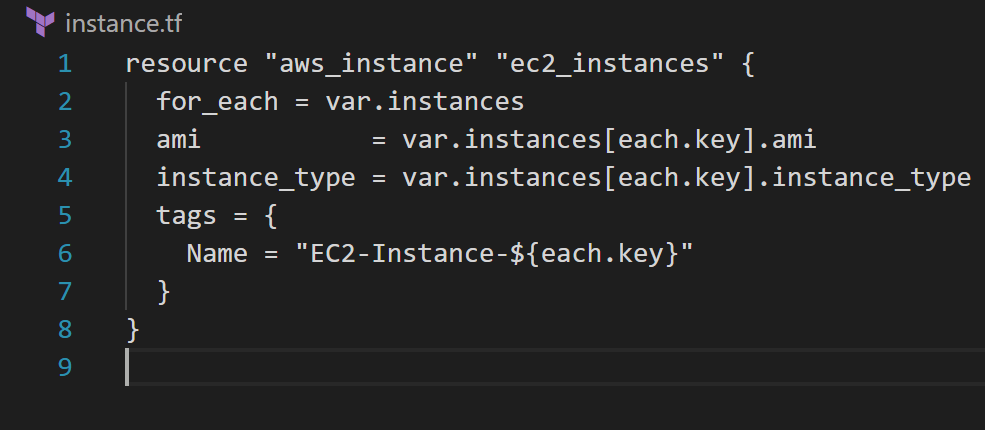 instance.tf
1 resource "aws_instance" "ec2_instances" {
2   for_each = var.instances
3   ami           = var.instances[each.key].ami
4   instance_type = var.instances[each.key].instance_type
5   tags = {
6     Name = "EC2-Instance-${each.key}"
7   }
8 }
9